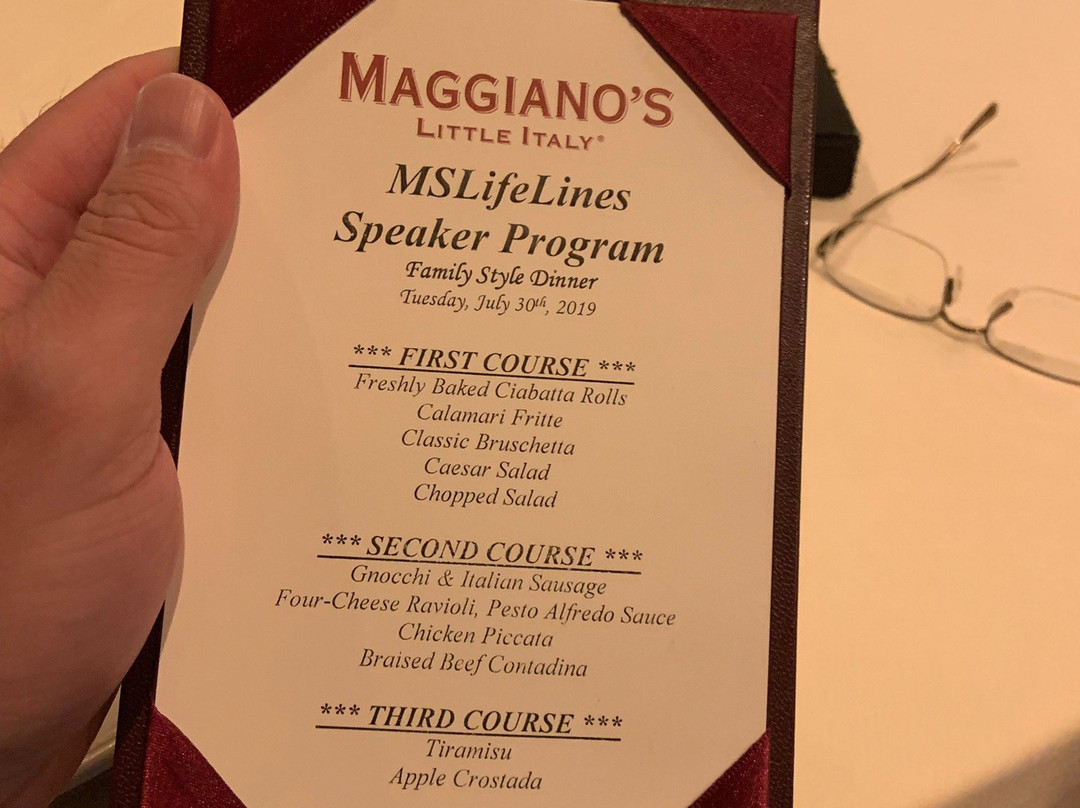 MAGGIANO'S
LITTLE ITALY®
MSLifeLines
Speaker Program
Family Style Dinner
Tuesday, July 30th, 2019
*** FIRST COURSE ***
Freshly Baked Ciabatta Rolls
Calamari Fritte
Classic Bruschetta
Caesar Salad
Chopped Salad
*** SECOND COURSE ***
Gnocchi & Italian Sausage
Four-Cheese Ravioli, Pesto Alfredo Sauce
Chicken Piccata
Braised Beef Contadina
*** THIRD COURSE ***
Tiramisu
Apple Crostada